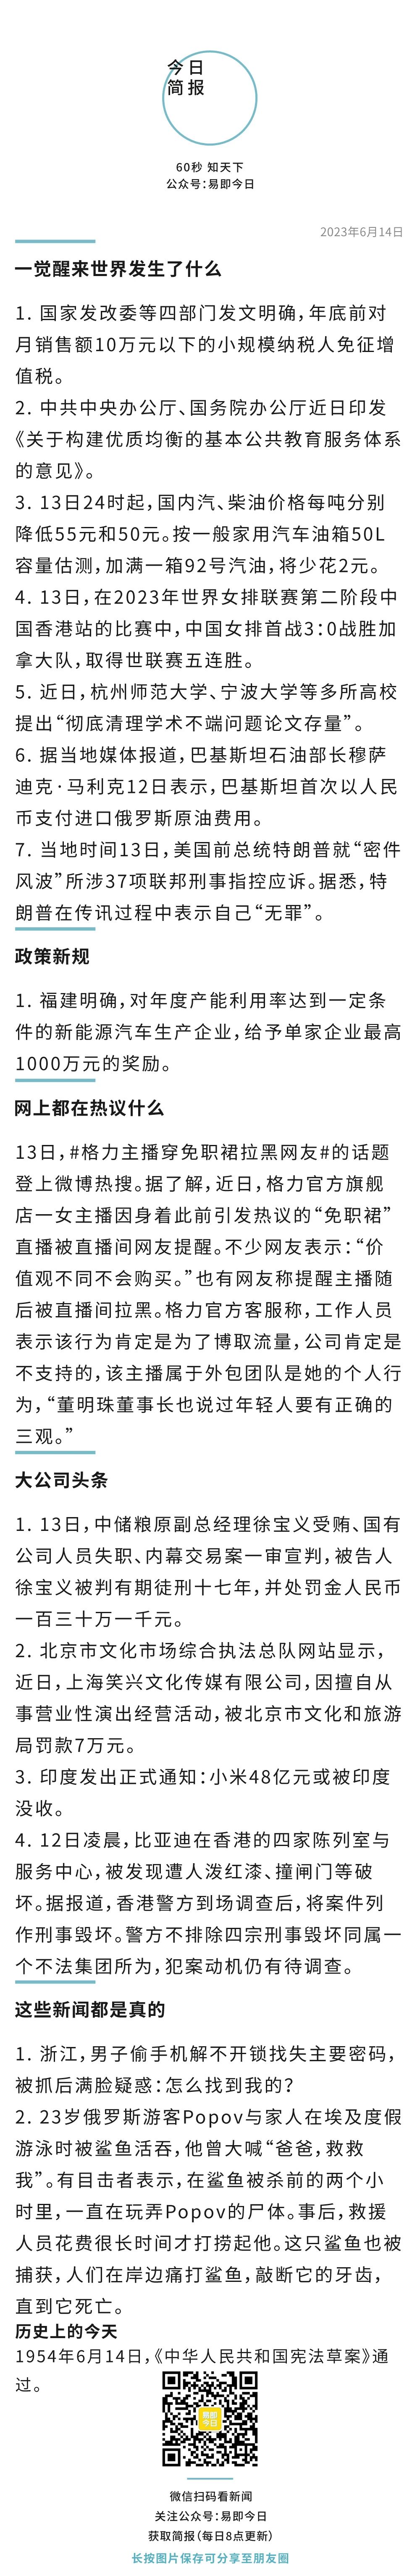 今日
简报
60秒 知天下
公众号：易即今日
2023年6月14日
一觉醒来世界发生了什么
1. 国家发改委等四部门发文明确，年底前对
月销售额10万元以下的小规模纳税人免征增
值税。
2. 中共中央办公厅、国务院办公厅近日印发
《关于构建优质均衡的基本公共教育服务体系
的意见》。
3. 13日24时起，国内汽、柴油价格每吨分别
降低55元和50元。按一般家用汽车油箱50L
容量估测，加满一箱92号汽油，将少花2元。
4. 13日，在2023年世界女排联赛第二阶段中
国香港站的比赛中，中国女排首战3：0战胜加
拿大队，取得世联赛五连胜。
5. 近日，杭州师范大学、宁波大学等多所高校
提出“彻底清理学术不端问题论文存量”。
6. 据当地媒体报道，巴基斯坦石油部长穆萨
迪克·马利克12日表示，巴基斯坦首次以人民
币支付进口俄罗斯原油费用。
7. 当地时间13日，美国前总统特朗普就“密件
风波”所涉37项联邦刑事指控应诉。据悉，特
朗普在传讯过程中表示自己“无罪”。
政策新规
1. 福建明确，对年度产能利用率达到一定条
件的新能源汽车生产企业，给予单家企业最高
1000万元的奖励。
网上都在热议什么
13日，#格力主播穿免职裙拉黑网友#的话题
登上微博热搜。据了解，近日，格力官方旗舰
店一女主播因身着此前引发热议的“免职裙”
直播被直播间网友提醒。不少网友表示：“价
值观不同不会购买。”也有网友称提醒主播随
后被直播间拉黑。格力官方客服称，工作人员
表示该行为肯定是为了博取流量，公司肯定是
不支持的，该主播属于外包团队是她的个人行
为，“董明珠董事长也说过年轻人要有正确的
三观。”
大公司头条
1. 13日，中储粮原副总经理徐宝义受贿、国有
公司人员失职、内幕交易案一审宣判，被告人
徐宝义被判有期徒刑十七年，并处罚金人民币
一百三十万一千元。
2. 北京市文化市场综合执法总队网站显示，
近日，上海笑兴文化传媒有限公司，因擅自从
事营业性演出经营活动，被北京市文化和旅游
局罚款7万元。
3. 印度发出正式通知：小米48亿元或被印度
没收。
4. 12日凌晨，比亚迪在香港的四家陈列室与
服务中心，被发现遭人泼红漆、撞闸门等破
坏。据报道，香港警方到场调查后，将案件列
作刑事毁坏。警方不排除四宗刑事毁坏同属一
个不法集团所为，犯案动机仍有待调查。
这些新闻都是真的
1. 浙江，男子偷手机解不开锁找失主要密码，
被抓后满脸疑惑：怎么找到我的？
2. 23岁俄罗斯游客Popov与家人在埃及度假
游泳时被鲨鱼活吞，他曾大喊“爸爸，救救
我”。有目击者表示，在鲨鱼被杀前的两个小
时里，一直在玩弄Popov的尸体。事后，救援
人员花费很长时间才打捞起他。这只鲨鱼也被
捕获，人们在岸边痛打鲨鱼，敲断它的牙齿，
直到它死亡。
历史上的今天
1954年6月14日，《中华人民共和国宪法草案》通
过。
易即
今日
微信扫码看新闻
关注公众号：易即今日
获取简报（每日8点更新）
长按图片保存可分享至朋友圈